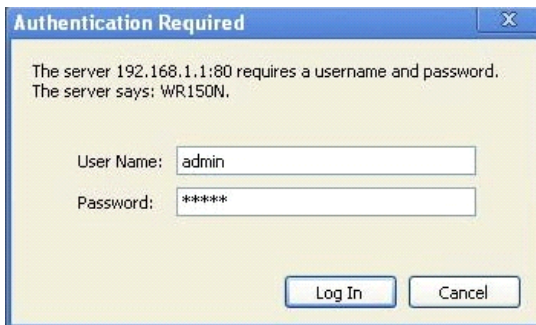 Authentication Required
The server 192.168.1.1:80 requires a username and password.
The server says: WR150N.
User Name: admin
Password: *****
Log In Cancel